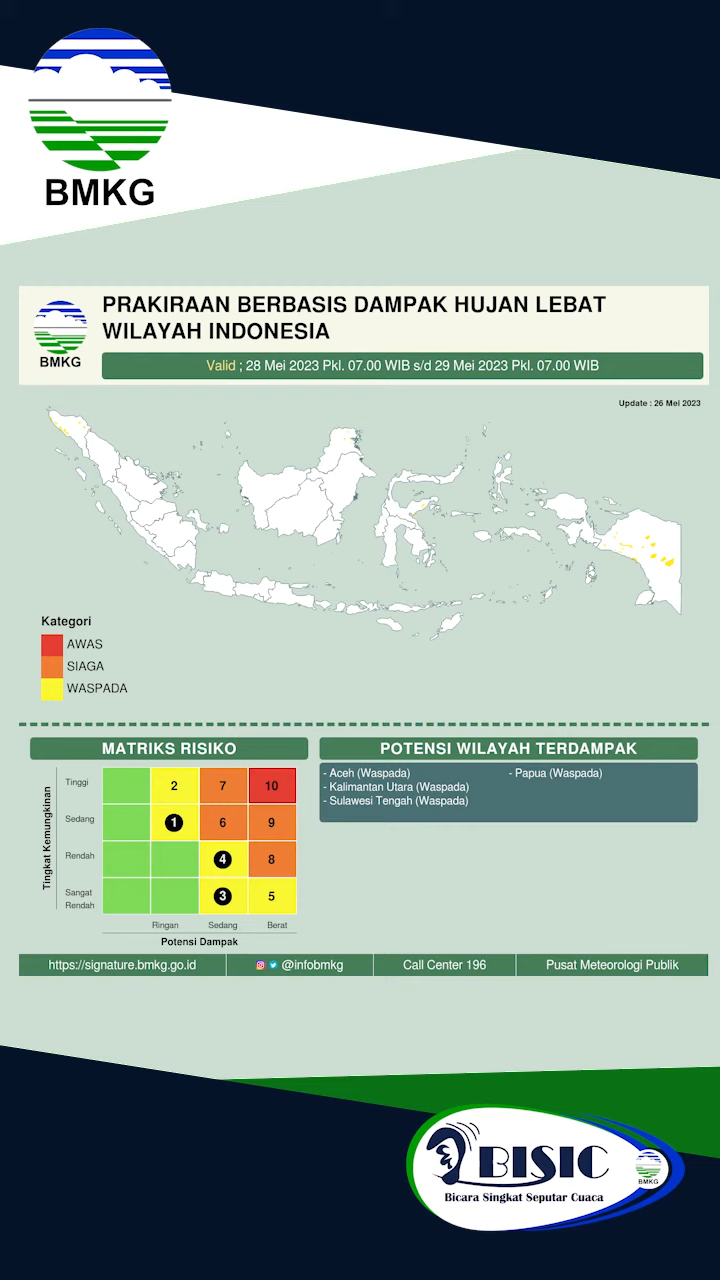 BMKG
PRAKIRAAN BERBASIS DAMPAK HUJAN LEBAT
WILAYAH INDONESIA
BMKG
Valid ; 28 Mei 2023 Pkl. 07.00 WIB s/d 29 Mei 2023 Pkl. 07.00 WIB
Update : 26 Mei 2023
Kategori
AWAS
SIAGA
WASPADA
MATRIKS RISIKO
Tingkat Kemungkinan
Tinggi
2 7 10
Sedang
1 6 9
Rendah
4 8
Sangat
Rendah
3 5
Ringan Sedang Berat
Potensi Dampak
POTENSI WILAYAH TERDAMPAK
- Aceh (Waspada)
- Kalimantan Utara (Waspada)
- Sulawesi Tengah (Waspada)
- Papua (Waspada)
https://signature.bmkg.go.id
@infobmkg
Call Center 196
Pusat Meteorologi Publik
BISIC
Bicara Singkat Seputar Cuaca
BMKG